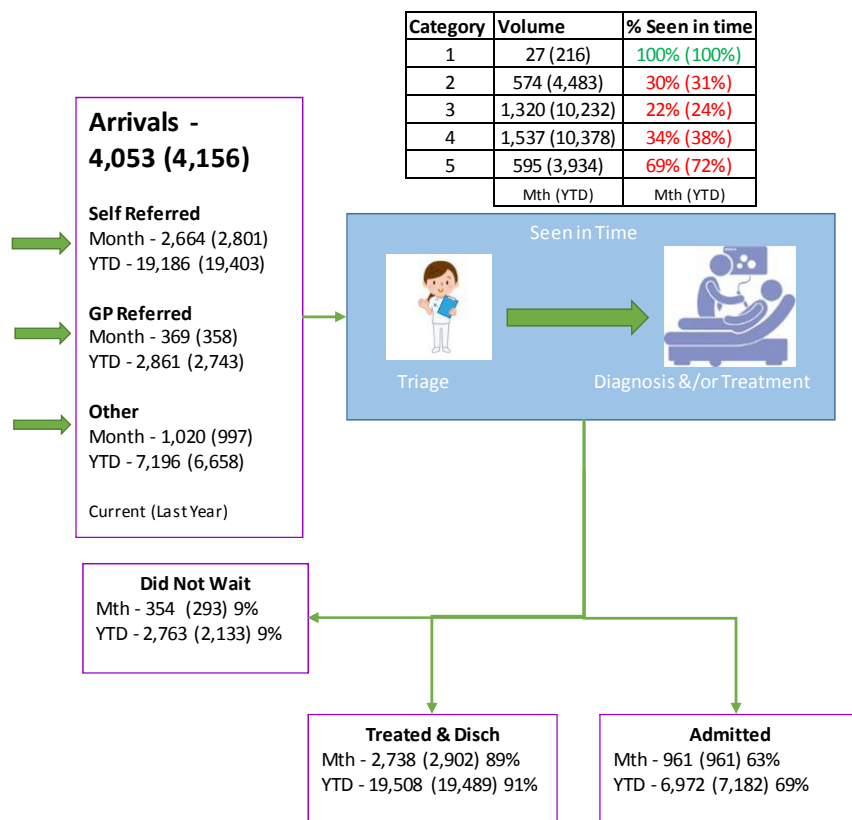 Category Volume % Seen in time
1 27 (216) 100% (100%)
2 574 (4,483) 30% (31%)
3 1,320 (10,232) 22% (24%)
4 1,537 (10,378) 34% (38%)
5 595 (3,934) 69% (72%)
Mth (YTD) Mth (YTD)
Arrivals -
4,053 (4,156)
Self Referred
Month - 2,664 (2,801)
YTD - 19,186 (19,403)
GP Referred
Month - 369 (358)
YTD - 2,861 (2,743)
Other
Month - 1,020 (997)
YTD - 7,196 (6,658)
Current (Last Year)
Seen in Time
Triage
Diagnosis &/or Treatment
Did Not Wait
Mth - 354 (293) 9%
YTD - 2,763 (2,133) 9%
Treated & Disch
Mth - 2,738 (2,902) 89%
YTD - 19,508 (19,489) 91%
Admitted
Mth - 961 (961) 63%
YTD - 6,972 (7,182) 69%